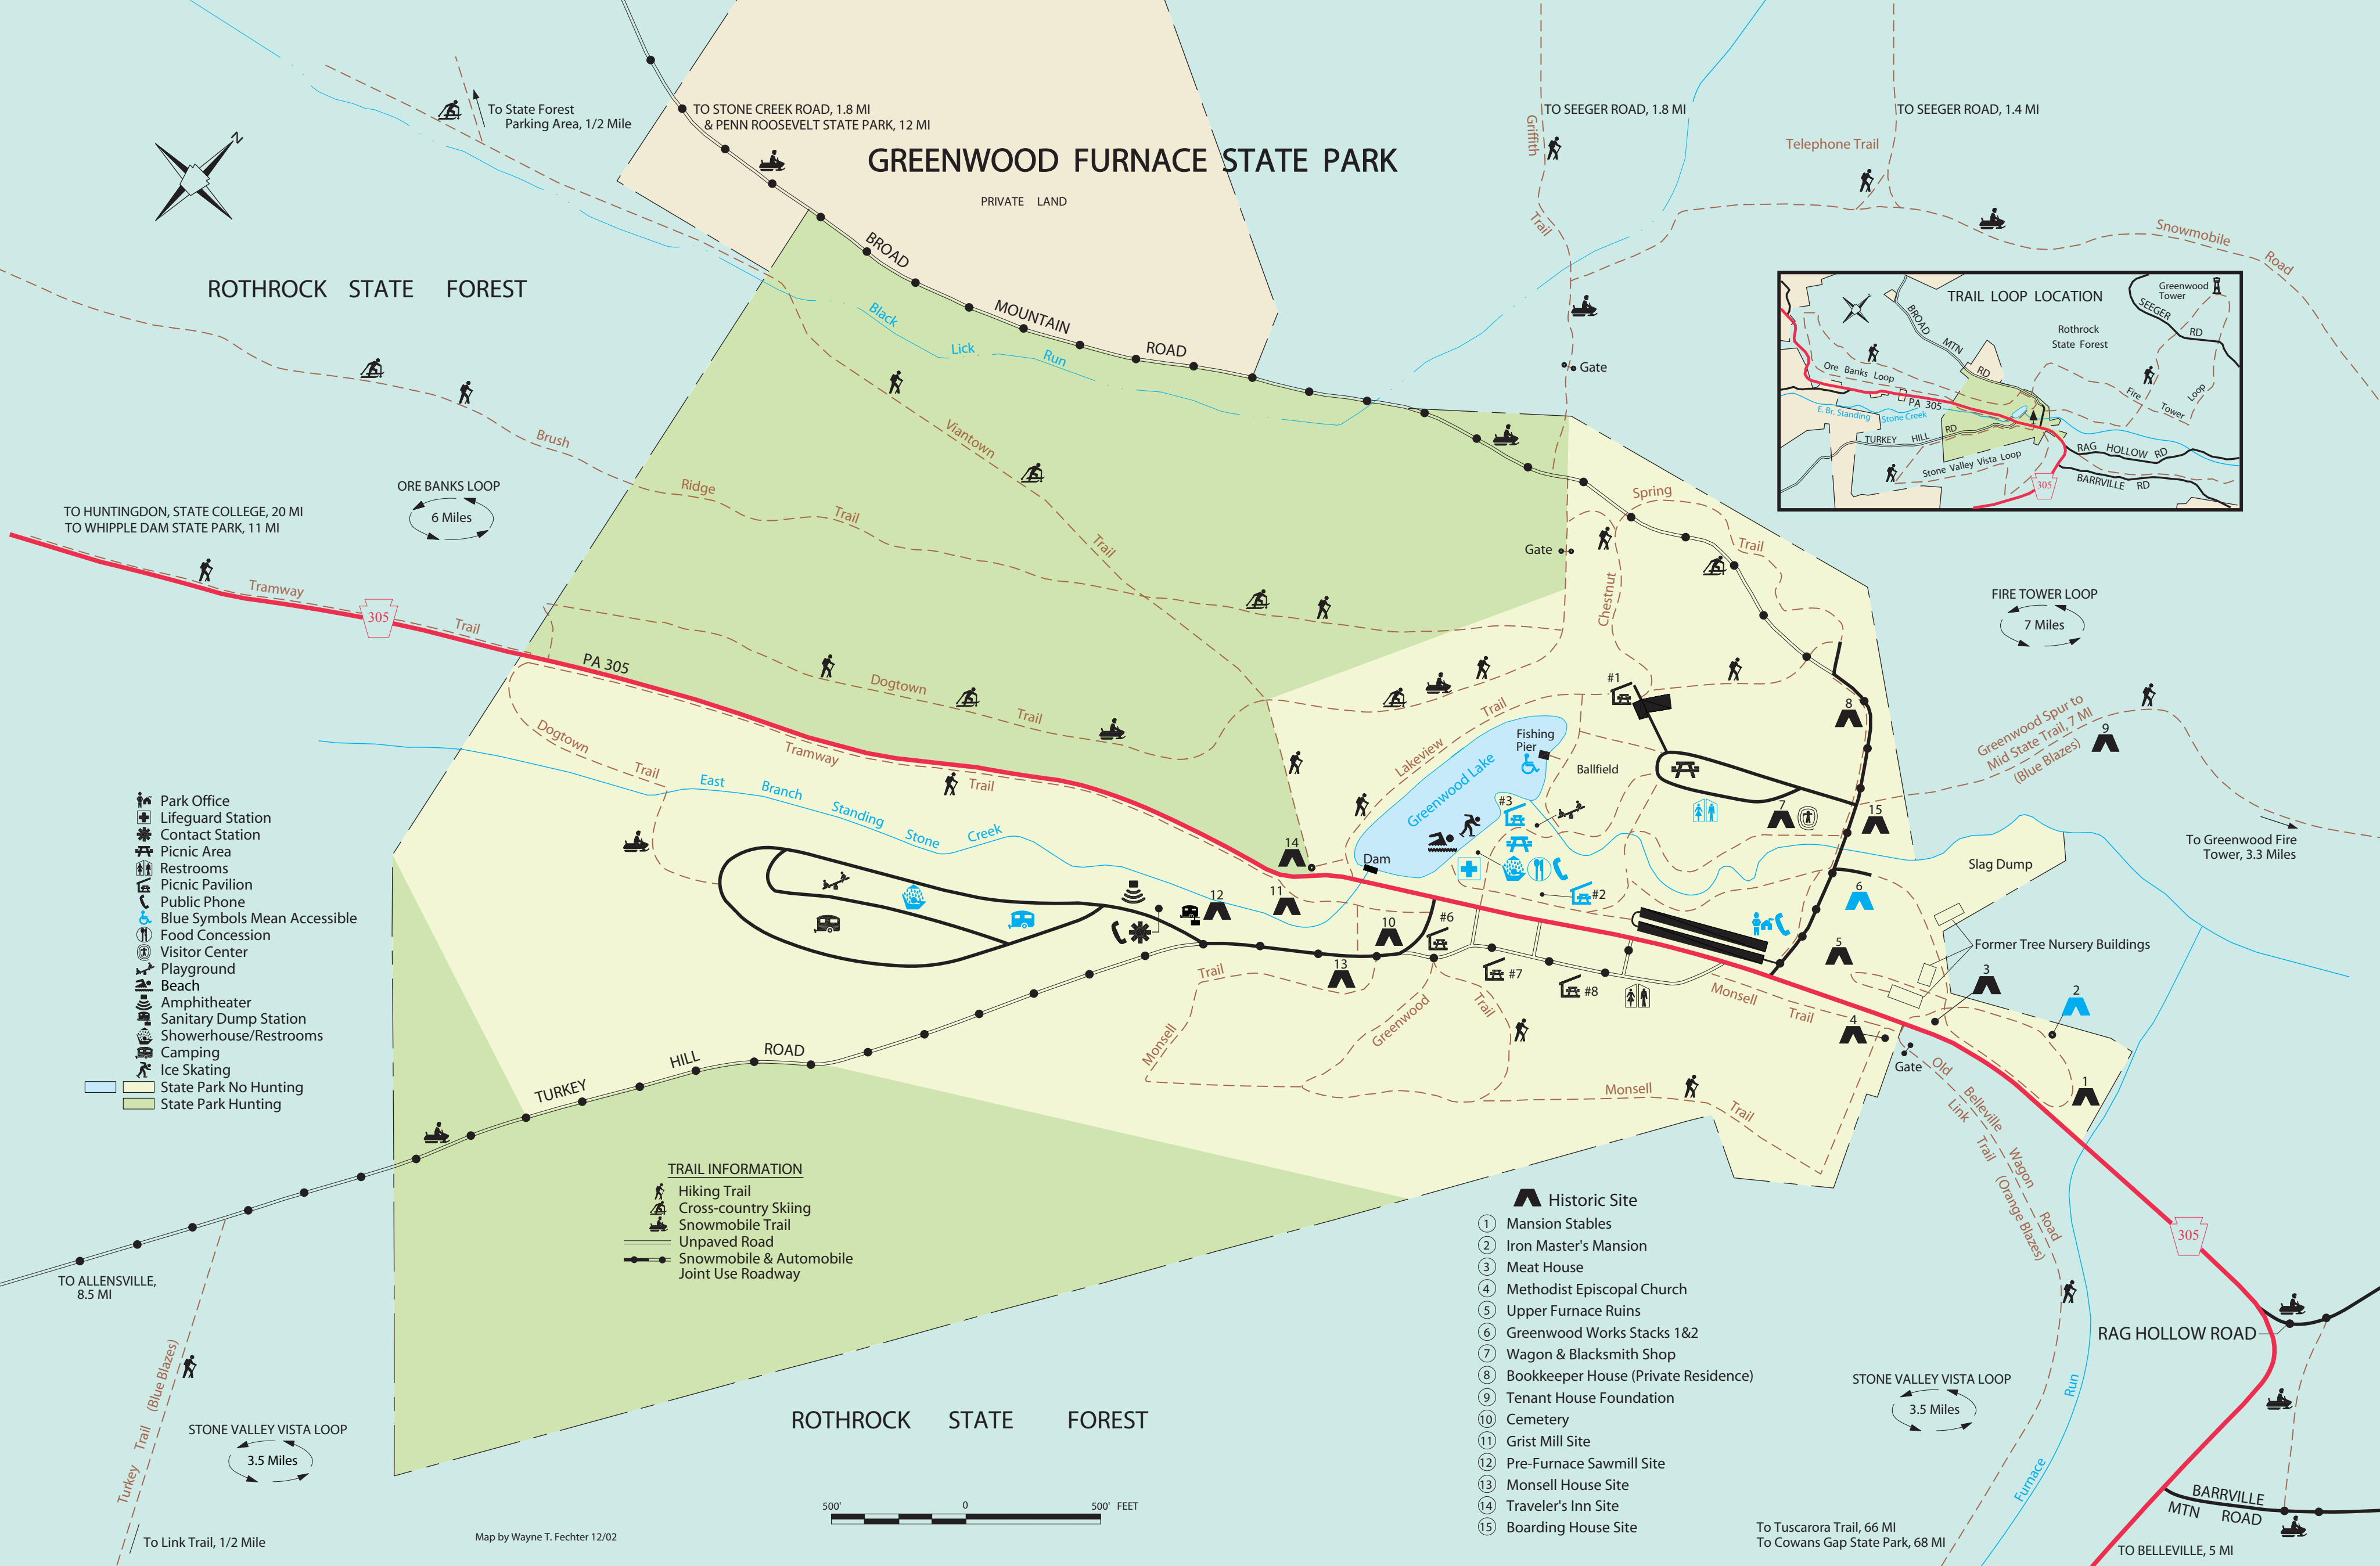 GREENWOOD FURNACE STATE PARK
PRIVATE LAND
N
To State Forest
Parking Area, 1/2 Mile
TO STONE CREEK ROAD, 1.8 MI
& PENN ROOSEVELT STATE PARK, 12 MI
TO SEEGER ROAD, 1.8 MI
TO SEEGER ROAD, 1.4 MI
Griffith
Trail
Telephone Trail
Snowmobile
Road
ROTHROCK STATE FOREST
BROAD
MOUNTAIN
ROAD
Black
Lick
Run
Gate
TRAIL LOOP LOCATION
Greenwood
Tower
SEEGER
RD
BROAD
MTN
RD
Rothrock
State Forest
Ore Banks Loop
PA 305
E. Br. Standing
Stone Creek
TURKEY HILL RD
Stone Valley Vista Loop
Fire
Tower
Loop
RAG HOLLOW RD
BARRVILLE RD
305
Brush
Ridge
Trail
Viantown
Trail
ORE BANKS LOOP
6 Miles
TO HUNTINGDON, STATE COLLEGE, 20 MI
TO WHIPPLE DAM STATE PARK, 11 MI
Tramway
305
Trail
PA 305
Gate
Spring
Trail
Chestnut
FIRE TOWER LOOP
7 Miles
Dogtown
Trail
Dogtown
Trail
Tramway
Trail
East Branch Standing Stone Creek
Lakeview
Trail
Greenwood Lake
Fishing
Pier
Ballfield
Dam
#1
#3
#2
#6
#7
#8
8
7
15
9
6
5
3
2
4
1
14
12
11
10
13
Greenwood Spur to
Mid State Trail, 7 MI
(Blue Blazes)
To Greenwood Fire
Tower, 3.3 Miles
Slag Dump
Former Tree Nursery Buildings
Gate
Park Office
Lifeguard Station
Contact Station
Picnic Area
Restrooms
Picnic Pavilion
Public Phone
Blue Symbols Mean Accessible
Food Concession
Visitor Center
Playground
Beach
Amphitheater
Sanitary Dump Station
Showerhouse/Restrooms
Camping
Ice Skating
State Park No Hunting
State Park Hunting
TURKEY
HILL
ROAD
Trail
Monsell
Greenwood
Trail
Monsell
Trail
Monsell
Trail
Old
Belleville
Wagon
Road
Link
Trail
(Orange Blazes)
TRAIL INFORMATION
Hiking Trail
Cross-country Skiing
Snowmobile Trail
Unpaved Road
Snowmobile & Automobile
Joint Use Roadway
TO ALLENSVILLE,
8.5 MI
Turkey Trail (Blue Blazes)
STONE VALLEY VISTA LOOP
3.5 Miles
To Link Trail, 1/2 Mile
Map by Wayne T. Fechter 12/02
ROTHROCK STATE FOREST
500' 0 500' FEET
Historic Site
1 Mansion Stables
2 Iron Master's Mansion
3 Meat House
4 Methodist Episcopal Church
5 Upper Furnace Ruins
6 Greenwood Works Stacks 1&2
7 Wagon & Blacksmith Shop
8 Bookkeeper House (Private Residence)
9 Tenant House Foundation
10 Cemetery
11 Grist Mill Site
12 Pre-Furnace Sawmill Site
13 Monsell House Site
14 Traveler's Inn Site
15 Boarding House Site
305
RAG HOLLOW ROAD
STONE VALLEY VISTA LOOP
3.5 Miles
Furnace
Run
BARRVILLE
MTN ROAD
To Tuscarora Trail, 66 MI
To Cowans Gap State Park, 68 MI
TO BELLEVILLE, 5 MI